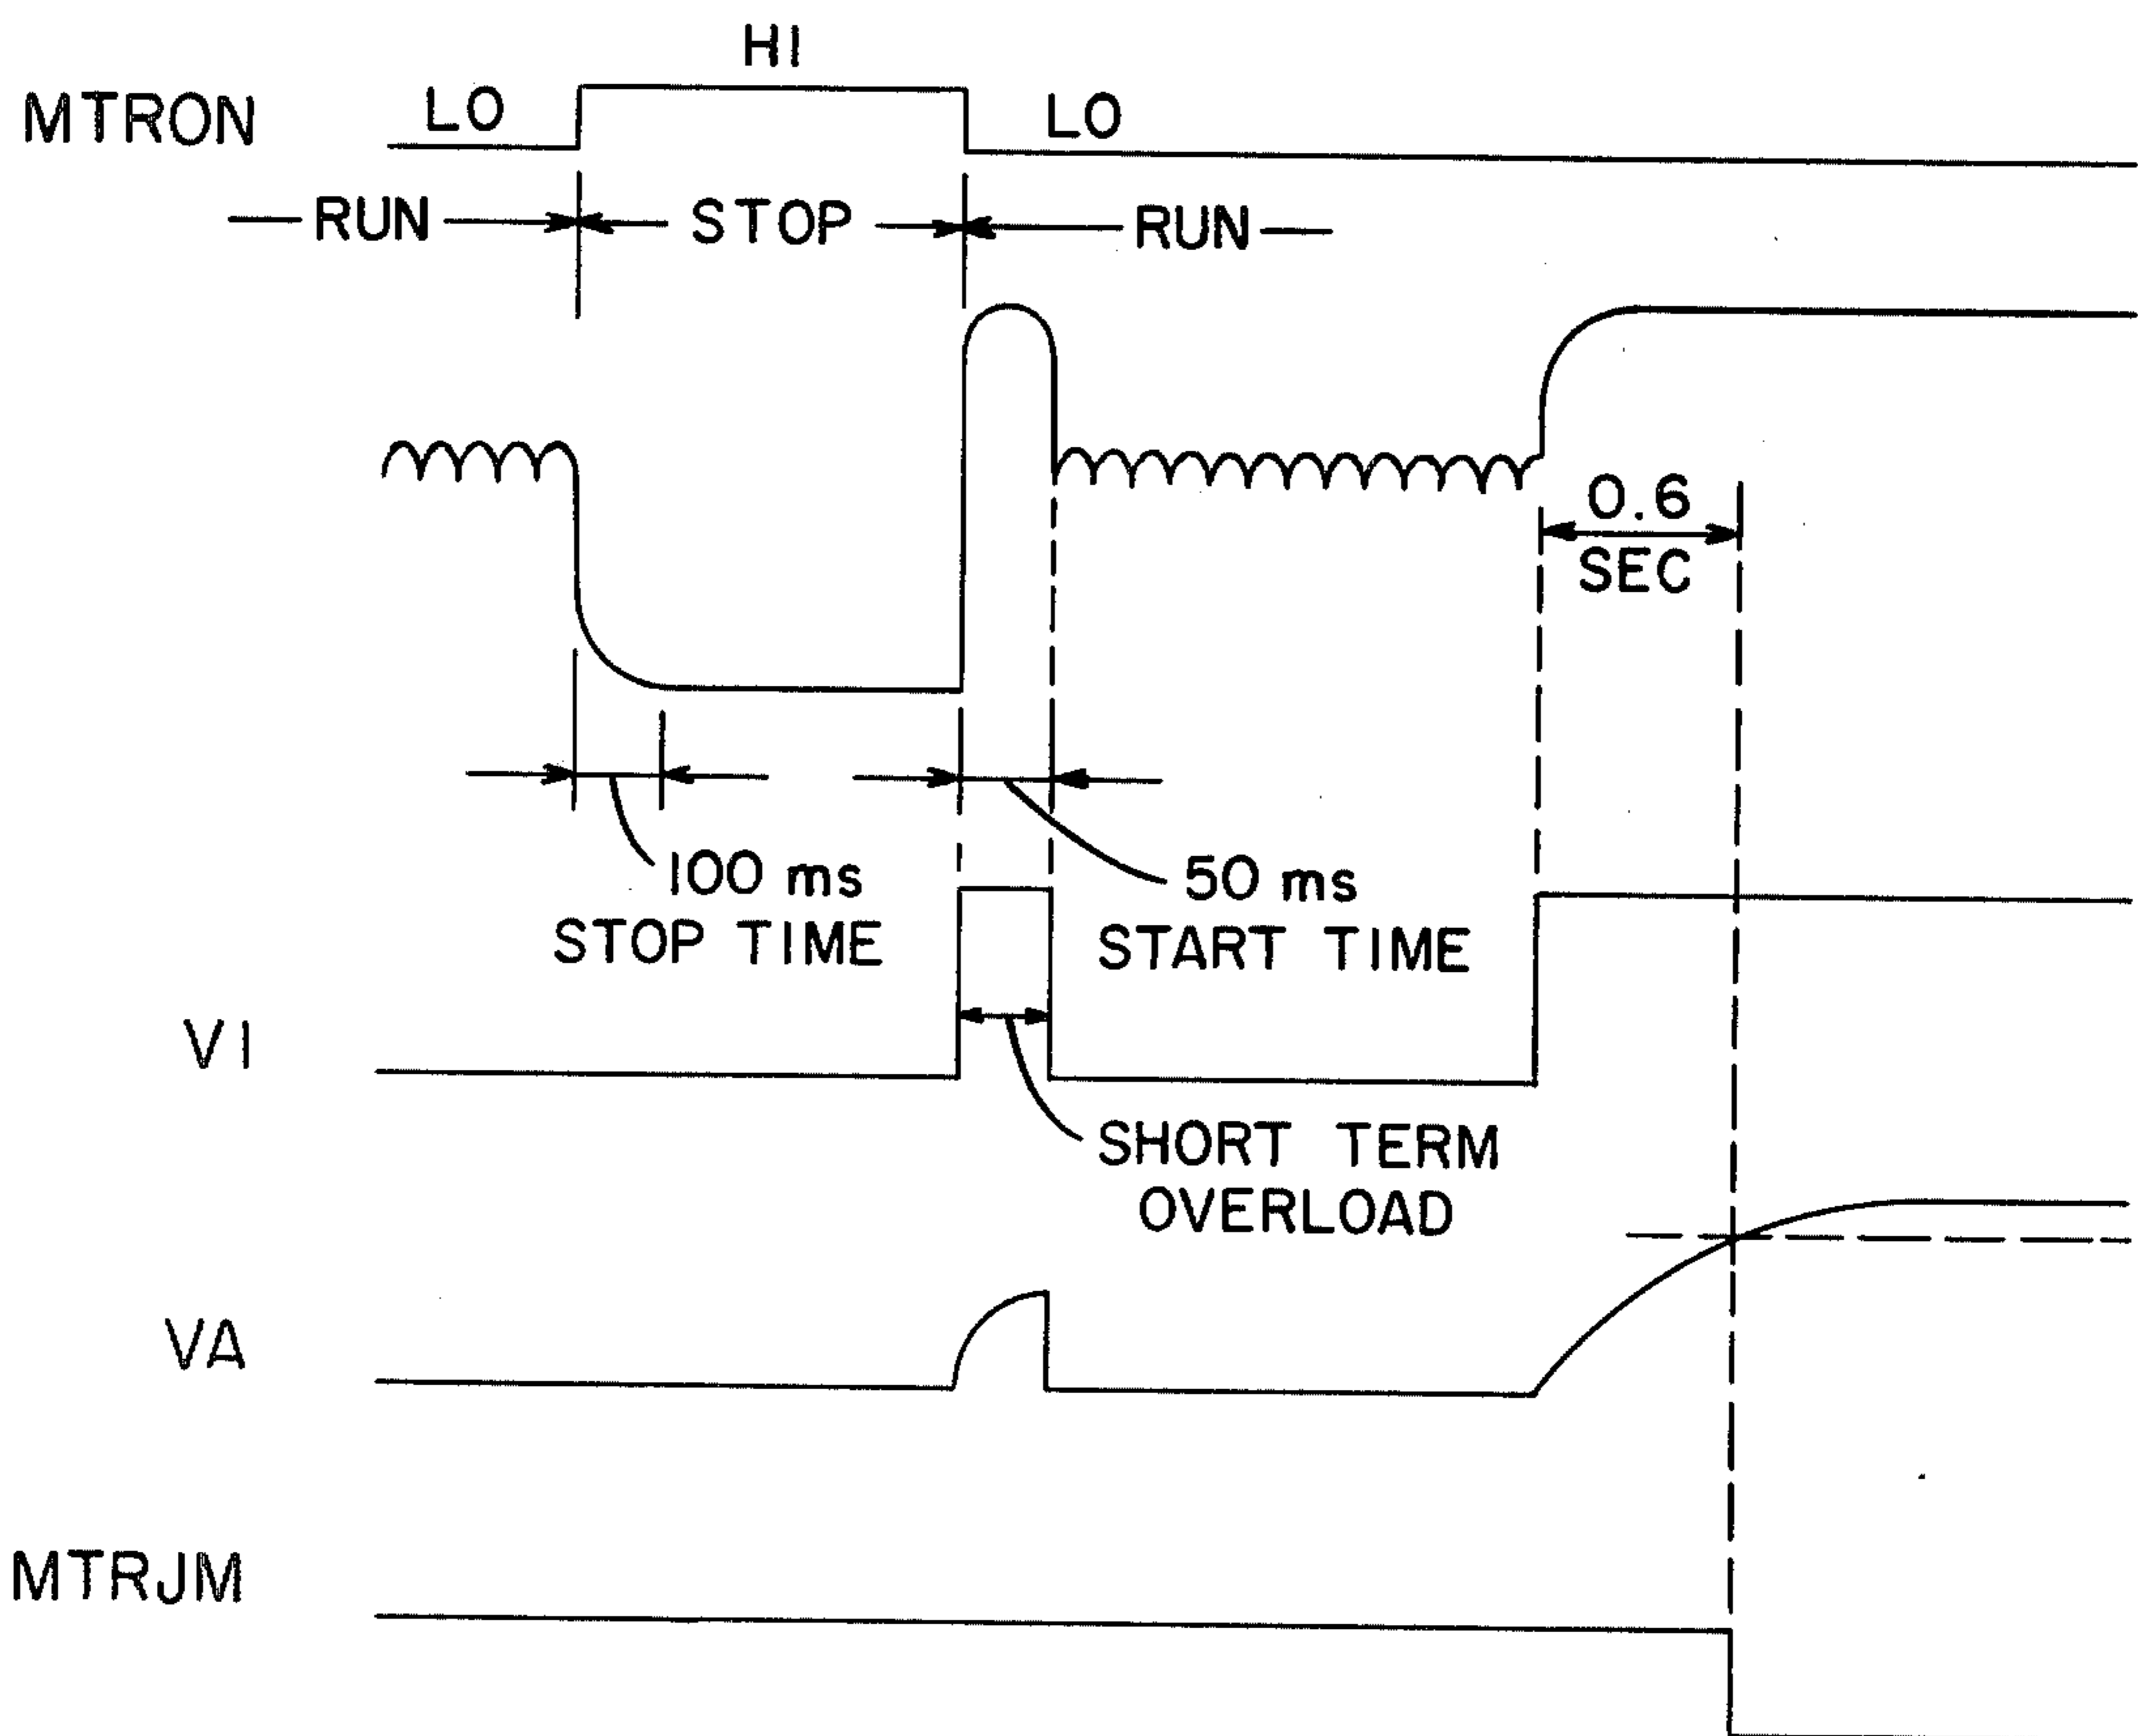 HI
MTRON LO LO
RUN STOP RUN
0.6
SEC
100 ms
STOP TIME
50 ms
START TIME
V1
SHORT TERM
OVERLOAD
VA
MTRJM